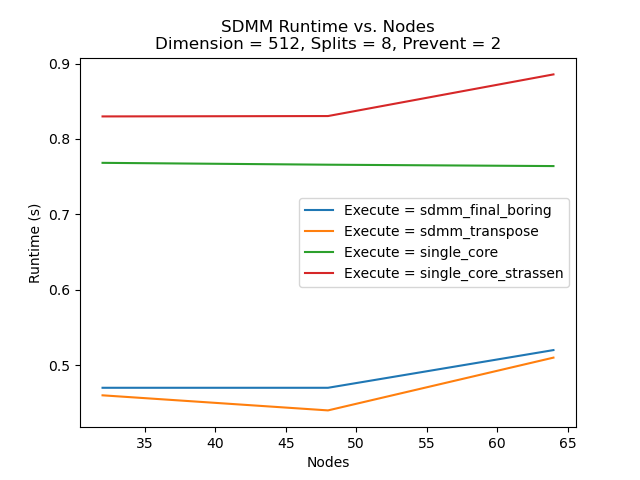 SDMM Runtime vs. Nodes
Dimension = 512, Splits = 8, Prevent = 2
Runtime (s)
0.9
0.8
0.7
0.6
0.5
Execute = sdmm_final_boring
Execute = sdmm_transpose
Execute = single_core
Execute = single_core_strassen
35 40 45 50 55 60 65
Nodes